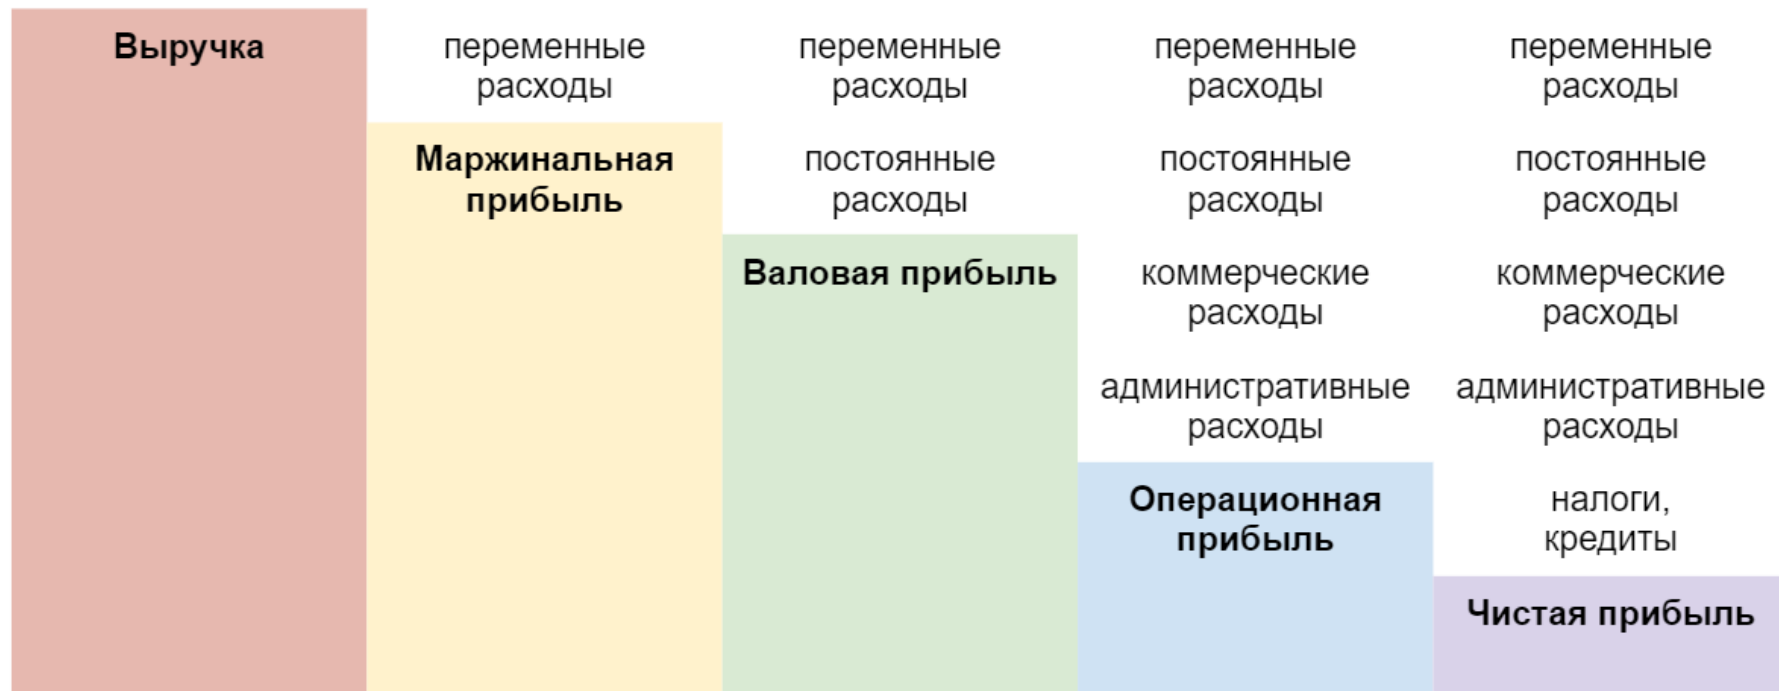 Выручка
переменные
расходы
переменные
расходы
переменные
расходы
переменные
расходы
Маржинальная
прибыль
постоянные
расходы
постоянные
расходы
постоянные
расходы
Валовая прибыль
коммерческие
расходы
коммерческие
расходы
административные
расходы
административные
расходы
Операционная
прибыль
налоги,
кредиты
Чистая прибыль